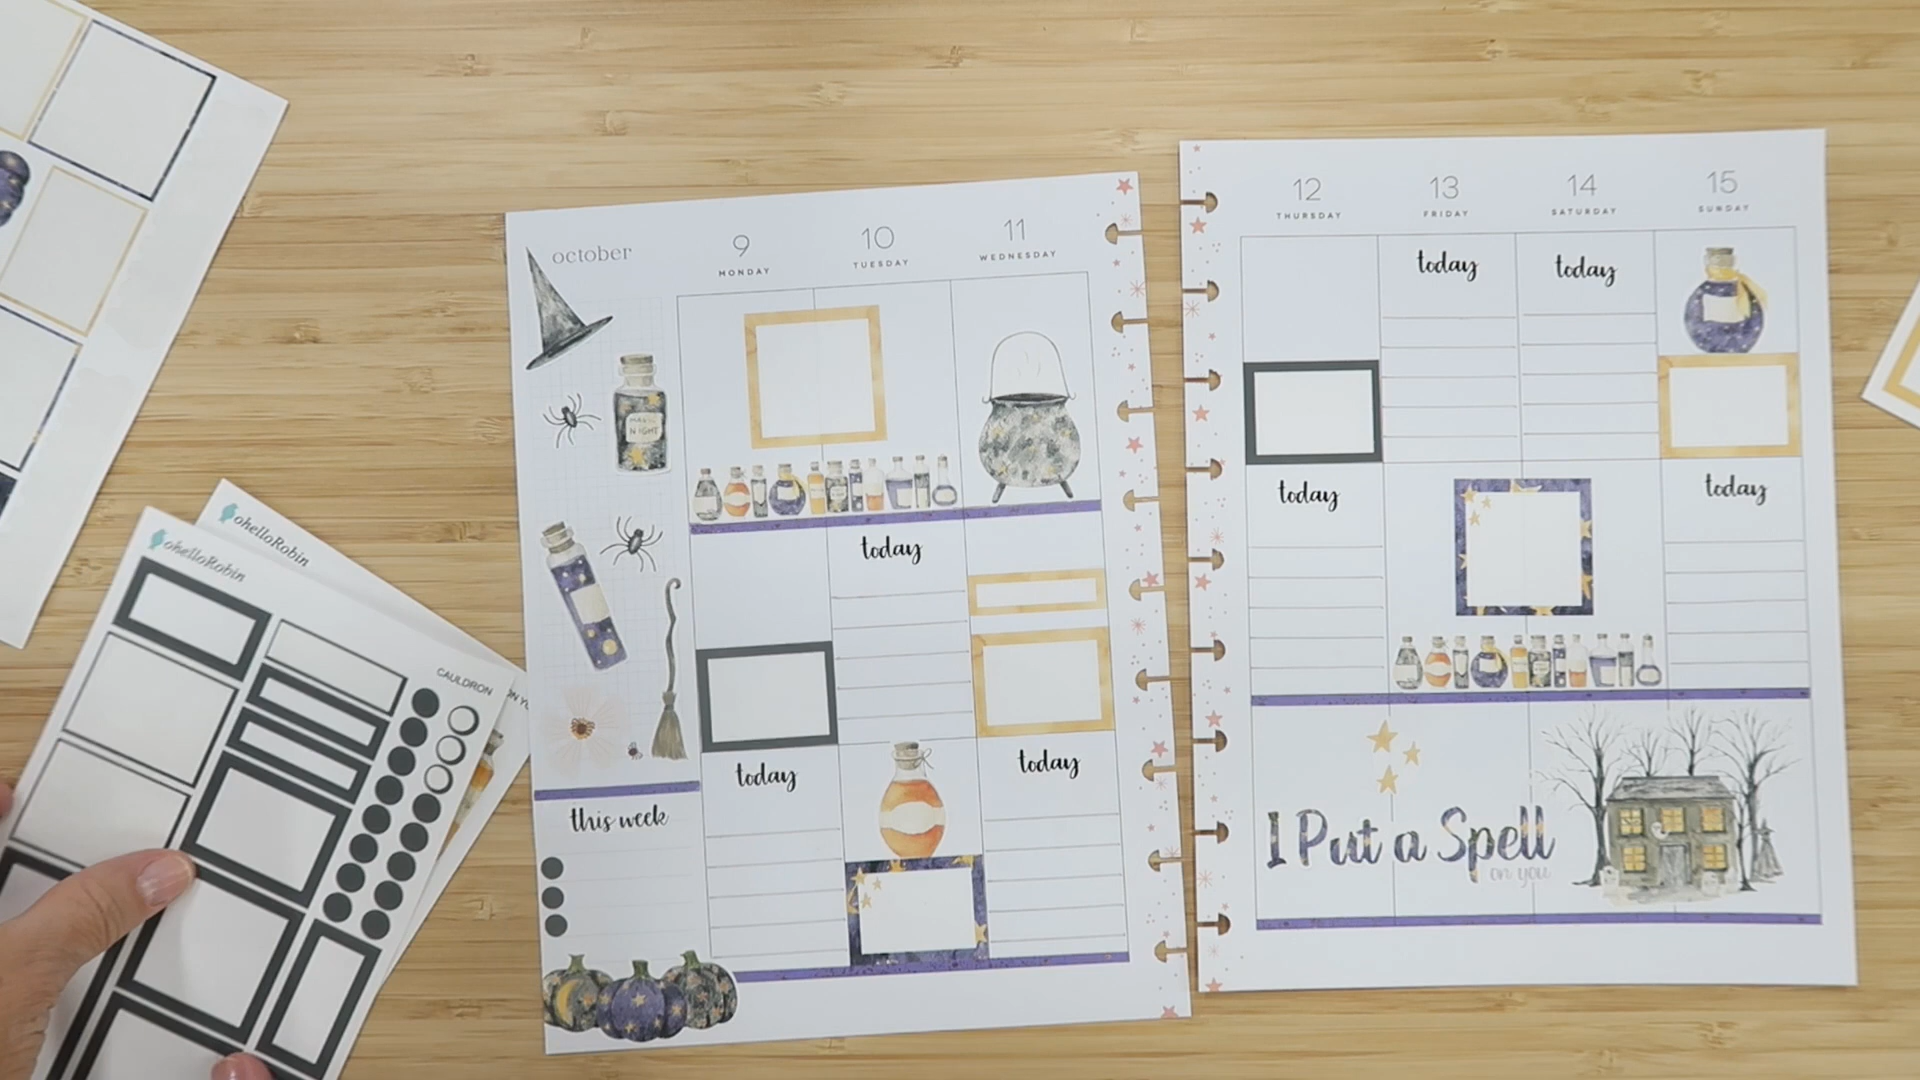 october
9
MONDAY
10
TUESDAY
11
WEDNESDAY
12
THURSDAY
13
FRIDAY
14
SATURDAY
15
SUNDAY
today
today
NIGHT
today
today
today
today
today
this week
I Put a Spell
on you
ohelloRobin
ohelloRobin
CAULDRON